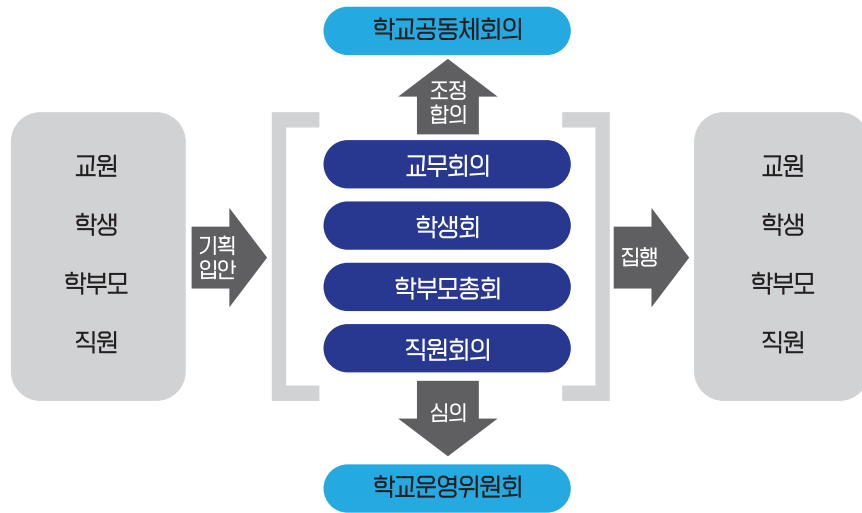 학교공동체회의
조정
합의
교원
학생
학부모
직원
기획
입안
교무회의
학생회
학부모총회
직원회의
집행
교원
학생
학부모
직원
심의
학교운영위원회